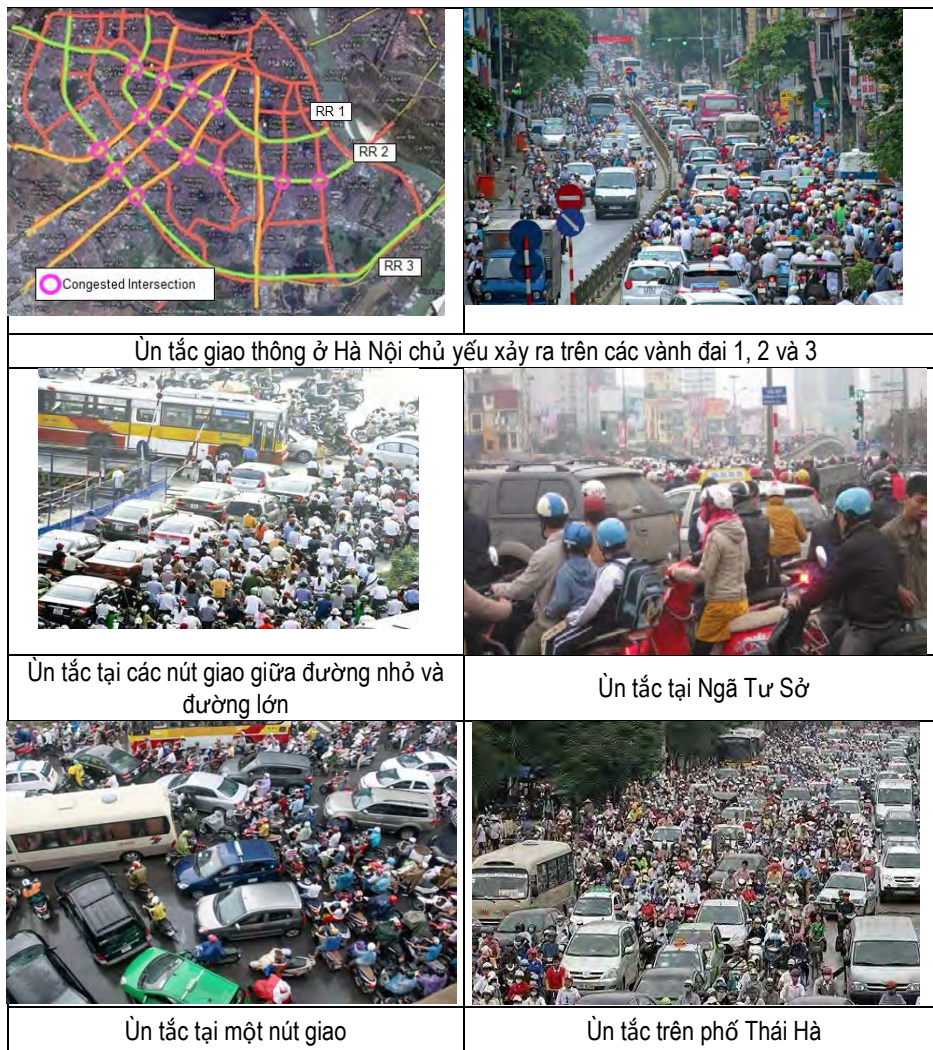 Hà Nội
RR 1
RR 2
RR 3
Congested Intersection
Ùn tắc giao thông ở Hà Nội chủ yếu xảy ra trên các vành đai 1, 2 và 3
Ùn tắc tại các nút giao giữa đường nhỏ và
đường lớn
Ùn tắc tại Ngã Tư Sở
Ùn tắc tại một nút giao
Ùn tắc trên phố Thái Hà